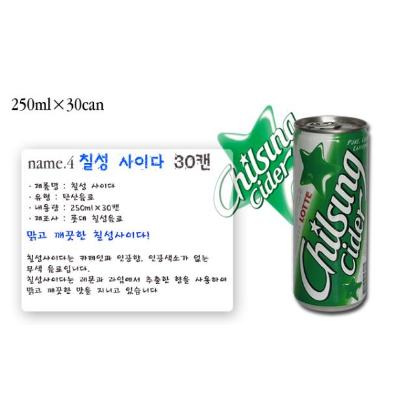 250ml×30can
name.4 칠성 사이다 30캔
· 제품명 : 칠성 사이다
· 유형 : 탄산음료
· 내용량 : 250ml×30캔
· 제조사 : 롯데 칠성음료
맑고 깨끗한 칠성사이다!
칠성사이다는 카페인과 인공향, 인공색소가 없는
무색 음료입니다.
칠성사이다는 레몬과 라임에서 추출한 향을 사용하여
맑고 깨끗한 맛을 지니고 있습니다
Chilsung
Cider
LOTTE
Chilsung
Cider